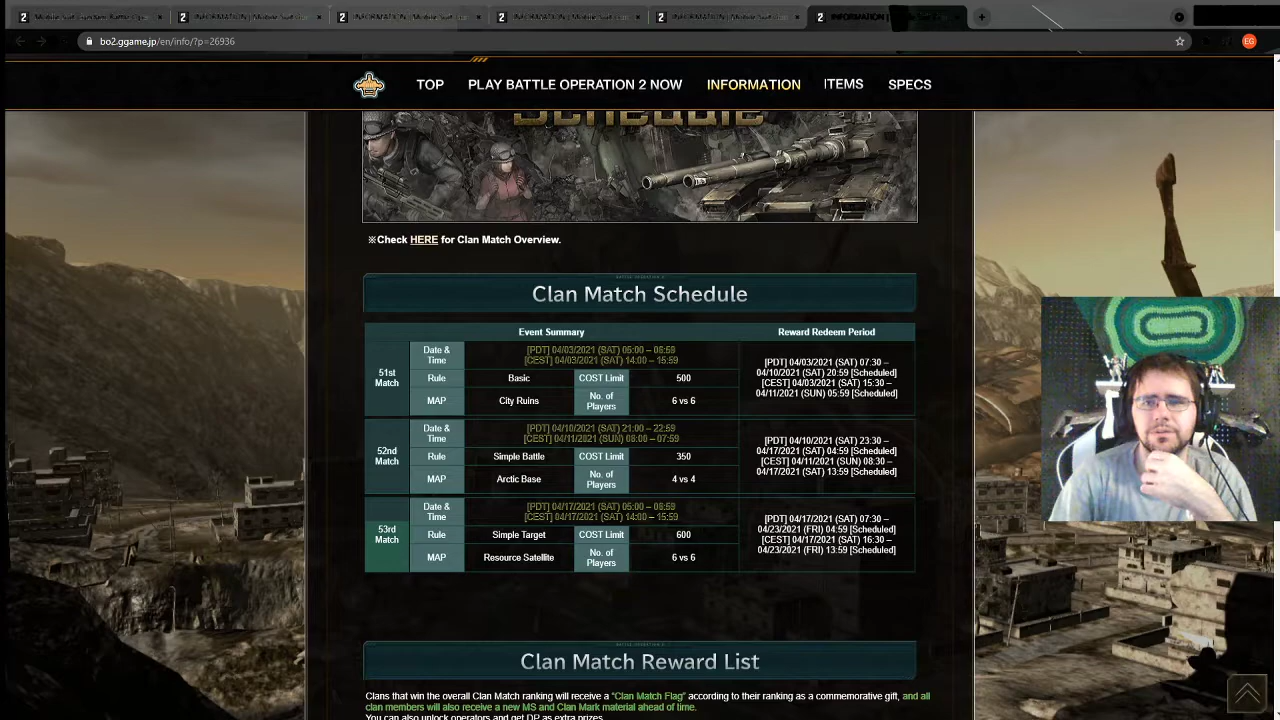 bo2.ggame.jp/en/info/?p=26936
EG
TOP
PLAY BATTLE OPERATION 2 NOW
INFORMATION
ITEMS
SPECS
Schedule
※Check HERE for Clan Match Overview.
Clan Match Schedule
Event Summary
Reward Redeem Period
51st
Match
Date &
Time
[PDT] 04/03/2021 (SAT) 05:00 – 06:59
[CEST] 04/03/2021 (SAT) 14:00 – 15:59
Rule
Basic
COST Limit
500
MAP
City Ruins
No. of
Players
6 vs 6
[PDT] 04/03/2021 (SAT) 07:30 –
04/10/2021 (SAT) 20:59 [Scheduled]
[CEST] 04/03/2021 (SAT) 15:30 –
04/11/2021 (SUN) 05:59 [Scheduled]
52nd
Match
Date &
Time
[PDT] 04/10/2021 (SAT) 21:00 – 22:59
[CEST] 04/11/2021 (SUN) 06:00 – 07:59
Rule
Simple Battle
COST Limit
350
MAP
Arctic Base
No. of
Players
4 vs 4
[PDT] 04/10/2021 (SAT) 23:30 –
04/17/2021 (SAT) 04:59 [Scheduled]
[CEST] 04/11/2021 (SUN) 08:30 –
04/17/2021 (SAT) 13:59 [Scheduled]
53rd
Match
Date &
Time
[PDT] 04/17/2021 (SAT) 05:00 – 06:59
[CEST] 04/17/2021 (SAT) 14:00 – 15:59
Rule
Simple Target
COST Limit
600
MAP
Resource Satellite
No. of
Players
6 vs 6
[PDT] 04/17/2021 (SAT) 07:30 –
04/23/2021 (FRI) 04:59 [Scheduled]
[CEST] 04/17/2021 (SAT) 16:30 –
04/23/2021 (FRI) 13:59 [Scheduled]
Clan Match Reward List
Clans that win the overall Clan Match ranking will receive a "Clan Match Flag" according to their ranking as a commemorative gift, and all
clan members will also receive a new MS and Clan Mark material ahead of time.
You can also unlock operators and get DP as extra prizes.